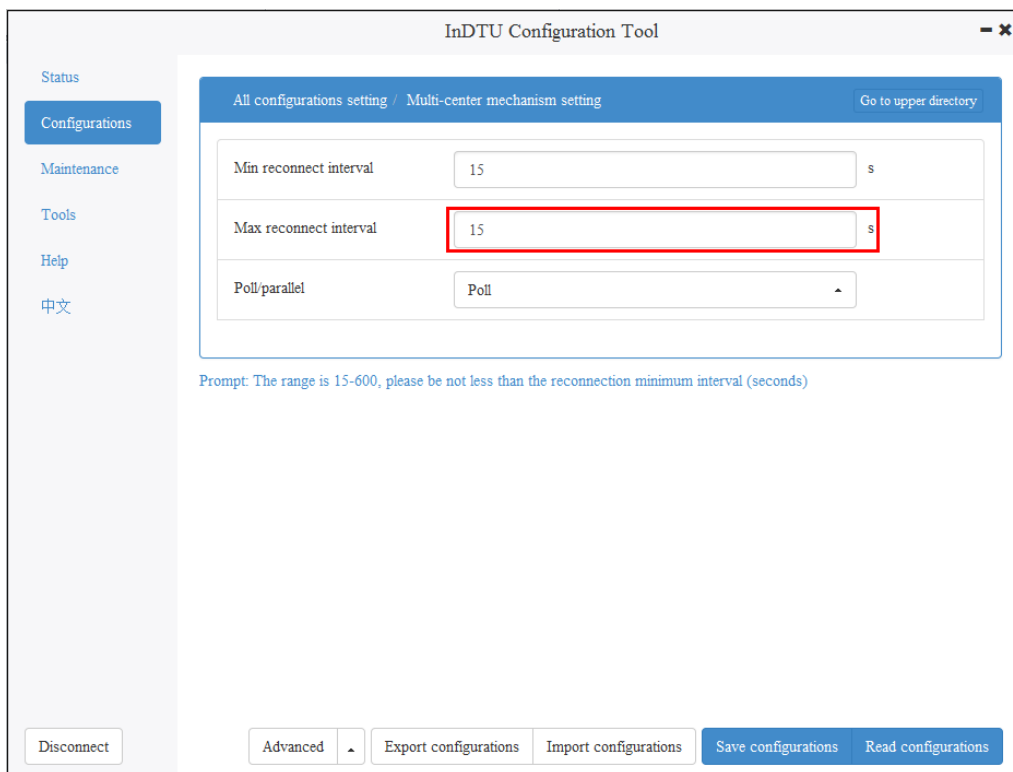 InDTU Configuration Tool
Status
Configurations
Maintenance
Tools
Help
中文
All configurations setting / Multi-center mechanism setting
Go to upper directory
Min reconnect interval 15 s
Max reconnect interval 15 s
Poll/parallel Poll
Prompt: The range is 15-600, please be not less than the reconnection minimum interval (seconds)
Disconnect Advanced Export configurations Import configurations Save configurations Read configurations